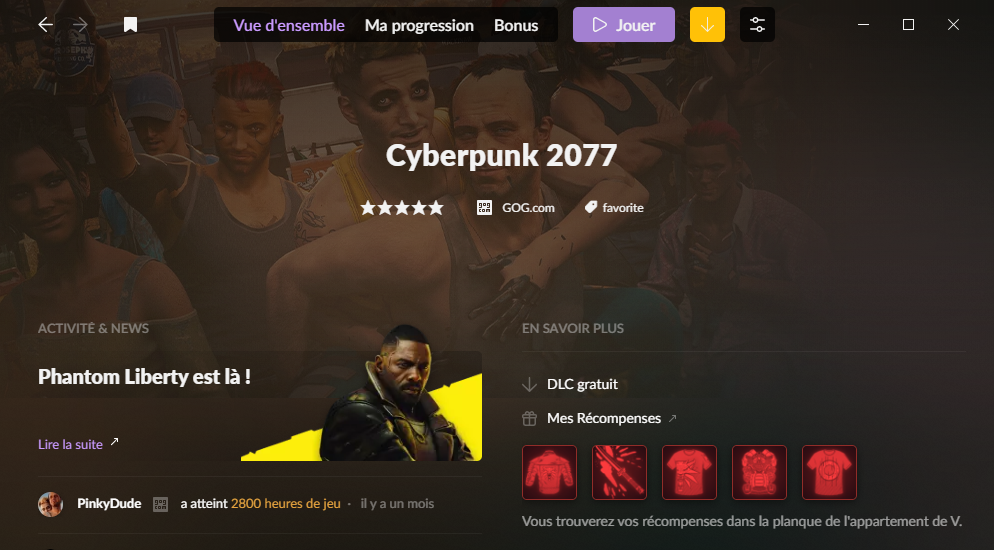 Vue d'ensemble Ma progression Bonus Jouer
Cyberpunk 2077
GOG.com favorite
ACTIVITÉ & NEWS
Phantom Liberty est là !
Lire la suite
PinkyDude a atteint 2800 heures de jeu · il y a un mois
EN SAVOIR PLUS
DLC gratuit
Mes Récompenses
Vous trouverez vos récompenses dans la planque de l'appartement de V.